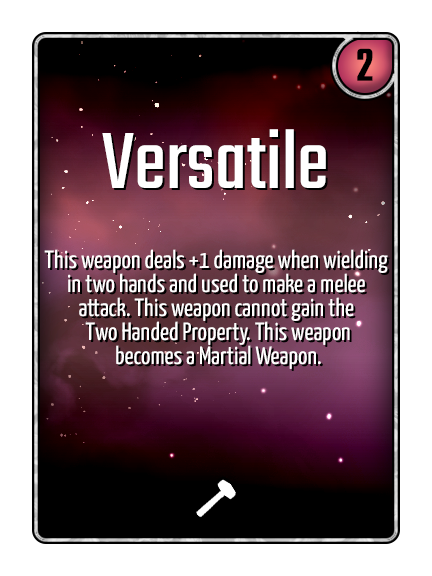 2
Versatile
This weapon deals +1 damage when wielding
in two hands and used to make a melee
attack. This weapon cannot gain the
Two Handed Property. This weapon
becomes a Martial Weapon.